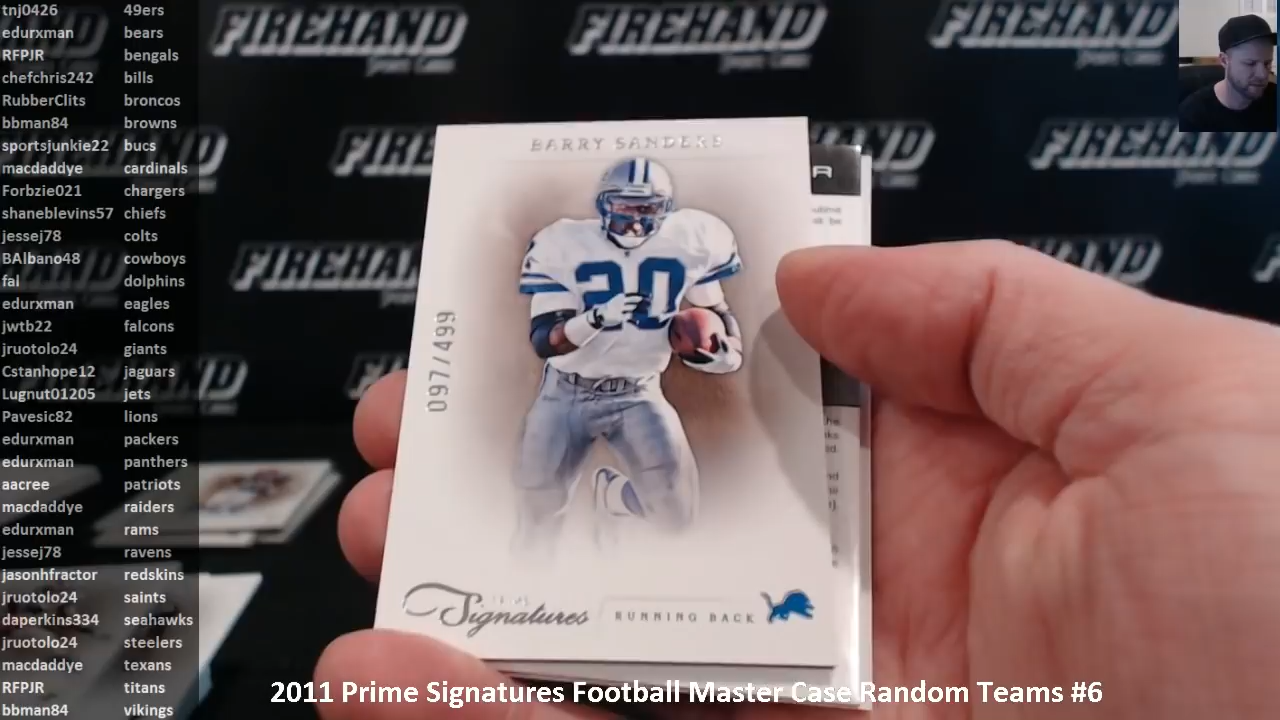 tnj0426 49ers
edurxman bears
RFPJR bengals
chefchris242 bills
RubberClits broncos
bbman84 browns
sportsjunkie22 bucs
macdaddye cardinals
Forbzie021 chargers
shaneblevins57 chiefs
jessej78 colts
BAlbano48 cowboys
fal dolphins
edurxman eagles
jwtb22 falcons
jruotolo24 giants
Cstanhope12 jaguars
Lugnut01205 jets
Pavesic82 lions
edurxman packers
edurxman panthers
aacree patriots
macdaddye raiders
edurxman rams
jessej78 ravens
jasonhfractor redskins
jruotolo24 saints
daperkins334 seahawks
jruotolo24 steelers
macdaddye texans
RFPJR titans
bbman84 vikings
FIREHAND FIREHAND FIREHAND
BARRY SANDERS
20
097/499
Signatures RUNNING BACK
2011 Prime Signatures Football Master Case Random Teams #6